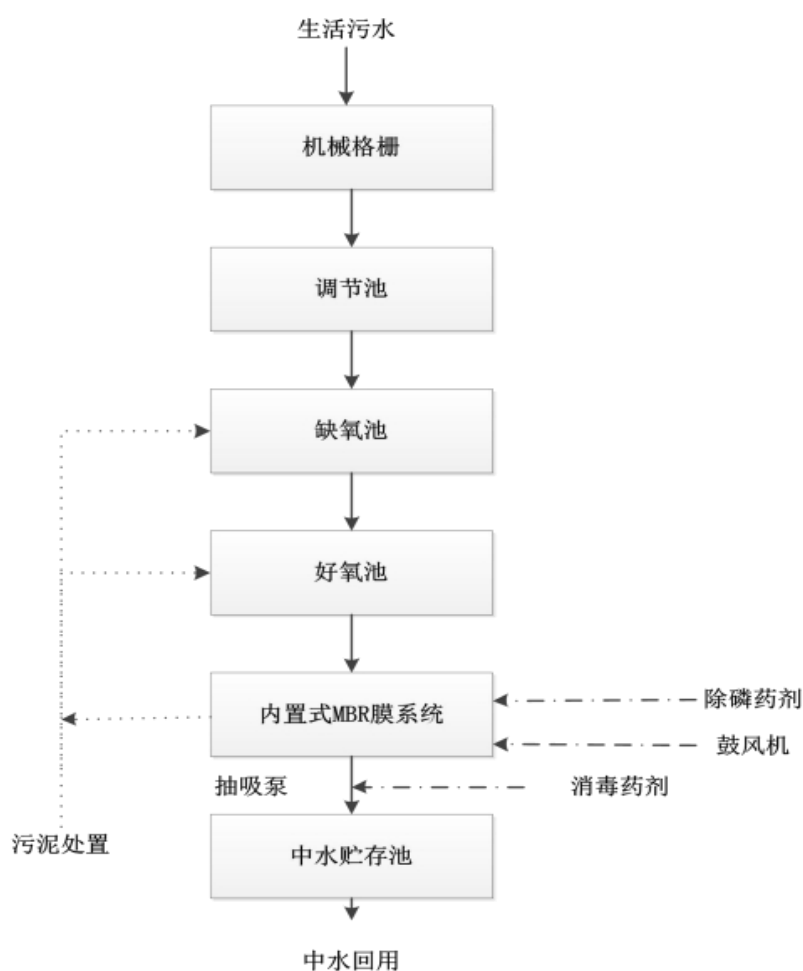 生活污水
机械格栅
调节池
缺氧池
好氧池
内置式MBR膜系统
除磷药剂
鼓风机
抽吸泵
消毒药剂
污泥处置
中水贮存池
中水回用